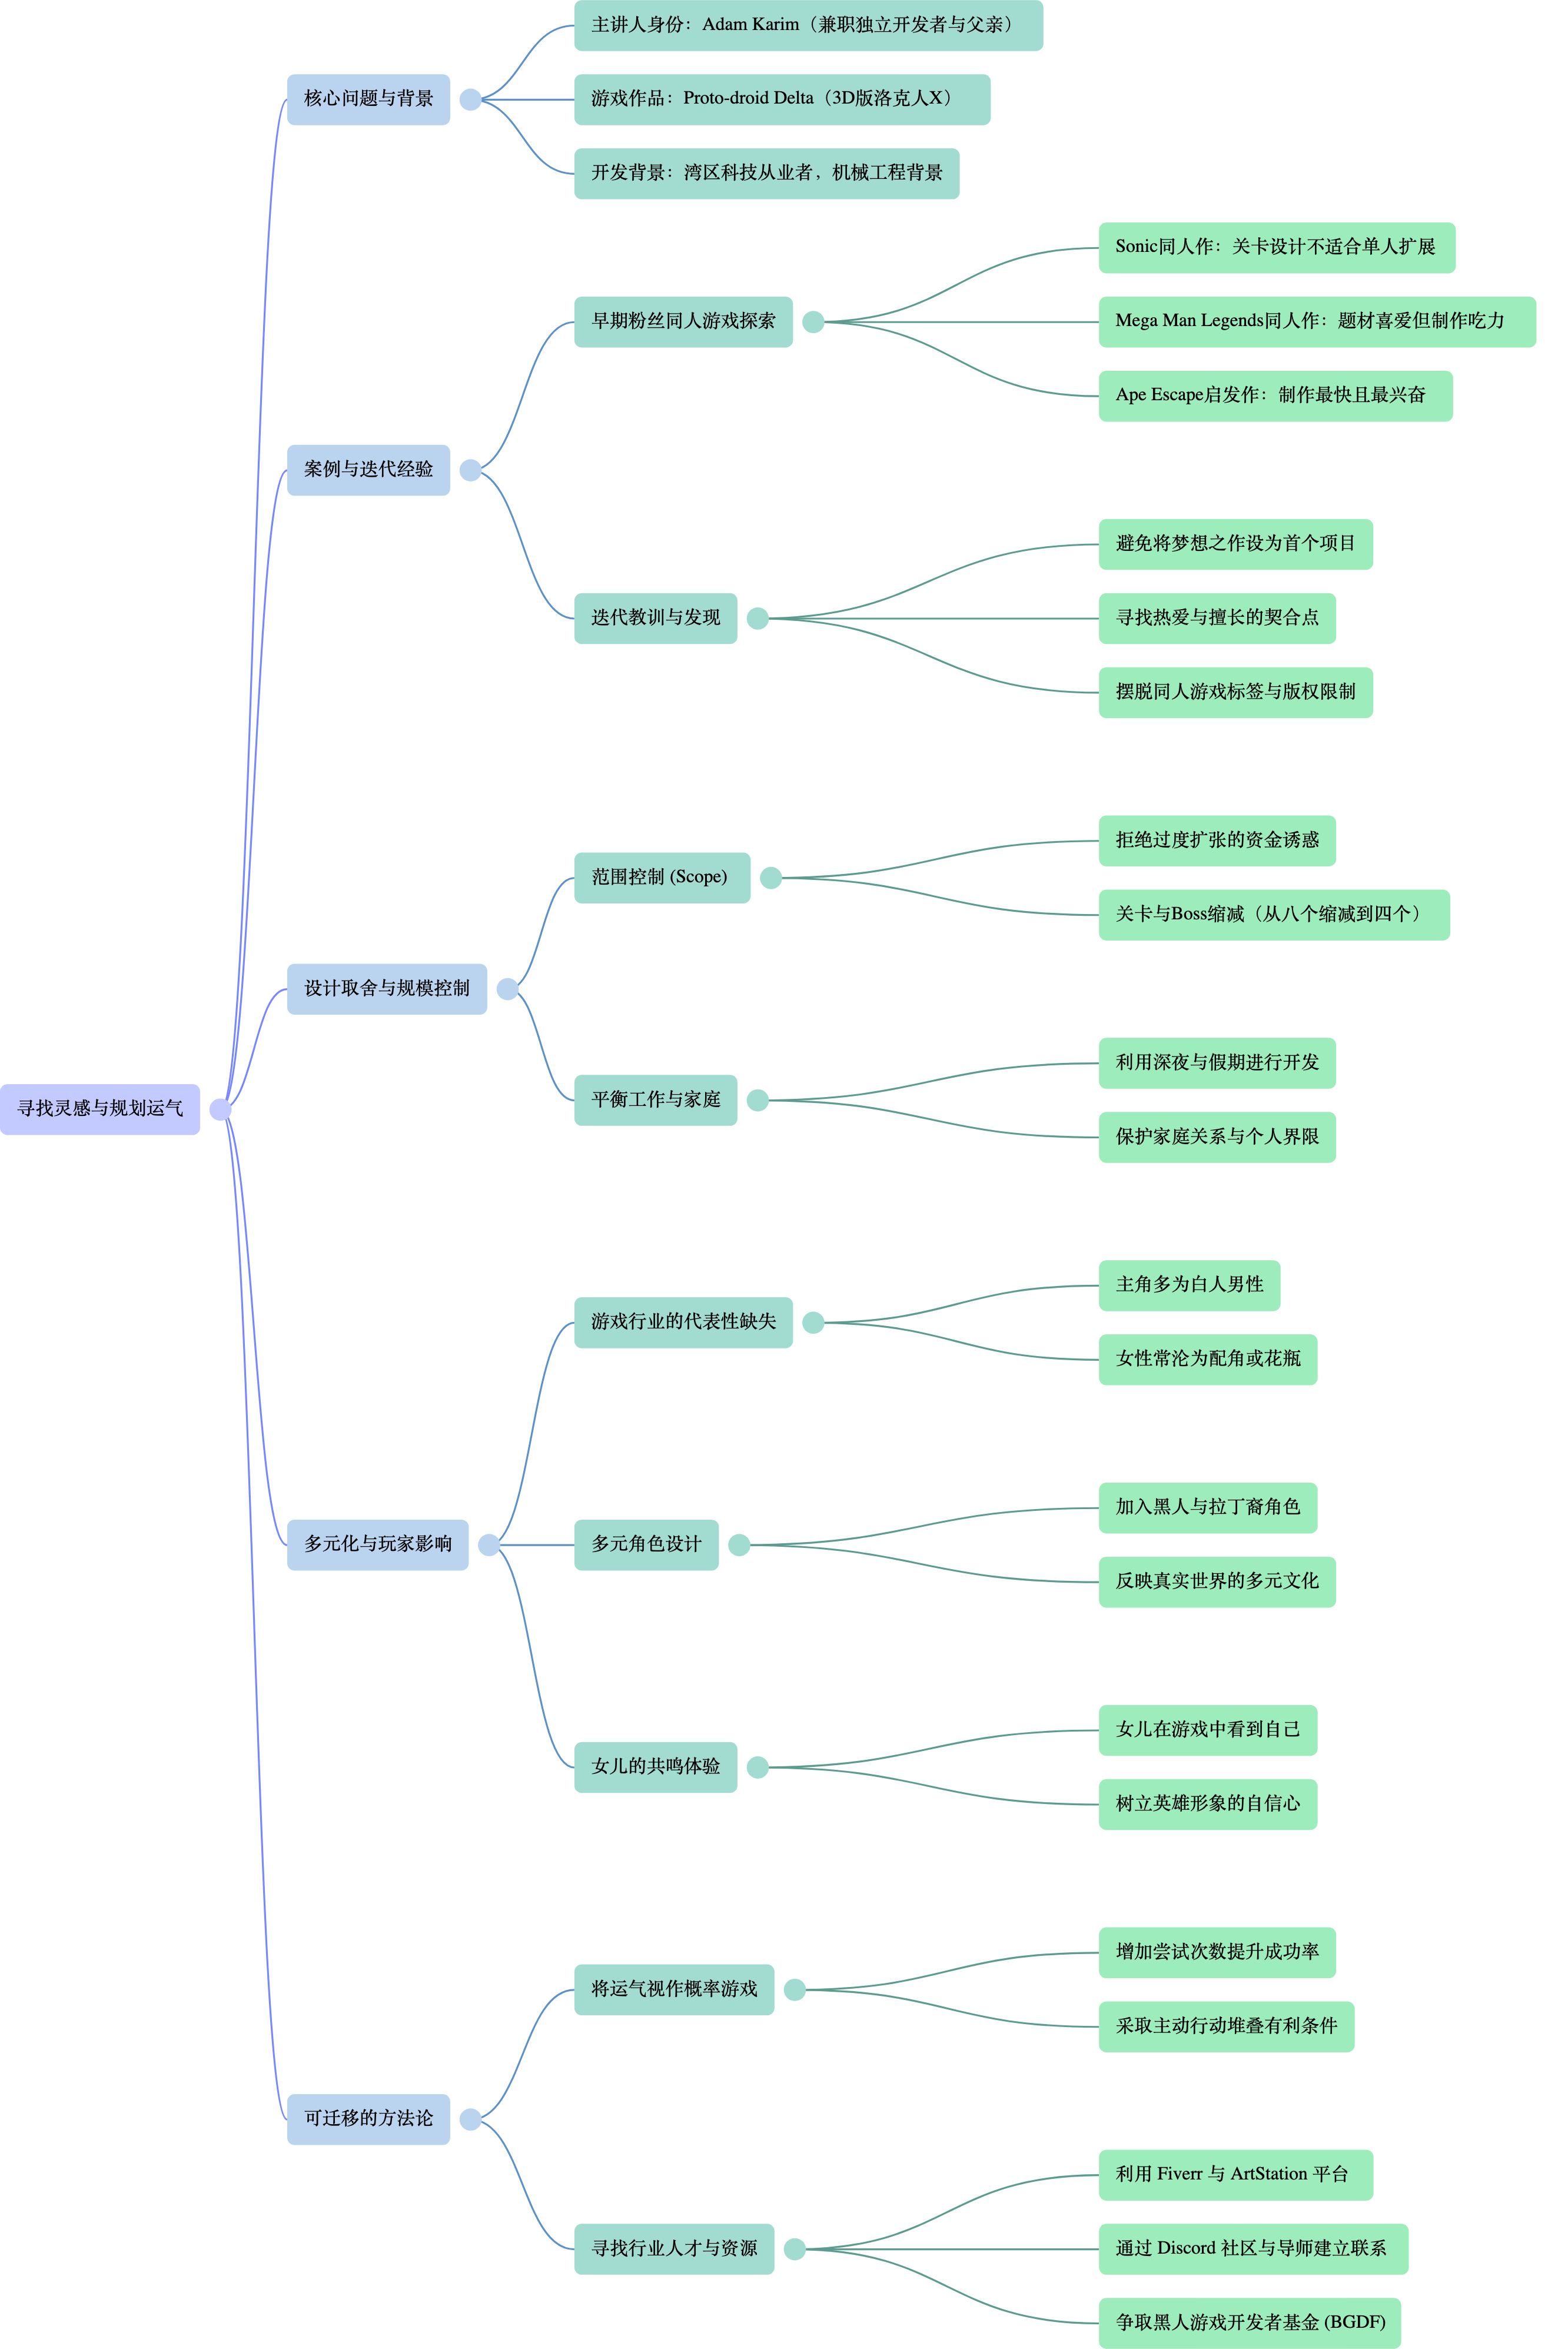 寻找灵感与规划运气
核心问题与背景
主讲人身份：Adam Karim（兼职独立开发者与父亲）
游戏作品：Proto-droid Delta（3D版洛克人X）
开发背景：湾区科技从业者，机械工程背景
案例与迭代经验
早期粉丝同人游戏探索
Sonic同人作：关卡设计不适合单人扩展
Mega Man Legends同人作：题材喜爱但制作吃力
Ape Escape启发作：制作最快且最兴奋
迭代教训与发现
避免将梦想之作设为首个项目
寻找热爱与擅长的契合点
摆脱同人游戏标签与版权限制
设计取舍与规模控制
范围控制 (Scope)
拒绝过度扩张的资金诱惑
关卡与Boss缩减（从八个缩减到四个）
平衡工作与家庭
利用深夜与假期进行开发
保护家庭关系与个人界限
多元化与玩家影响
游戏行业的代表性缺失
主角多为白人男性
女性常沦为配角或花瓶
多元角色设计
加入黑人与拉丁裔角色
反映真实世界的多元文化
女儿的共鸣体验
女儿在游戏中看到自己
树立英雄形象的自信心
可迁移的方法论
将运气视作概率游戏
增加尝试次数提升成功率
采取主动行动堆叠有利条件
寻找行业人才与资源
利用 Fiverr 与 ArtStation 平台
通过 Discord 社区与导师建立联系
争取黑人游戏开发者基金 (BGDF)